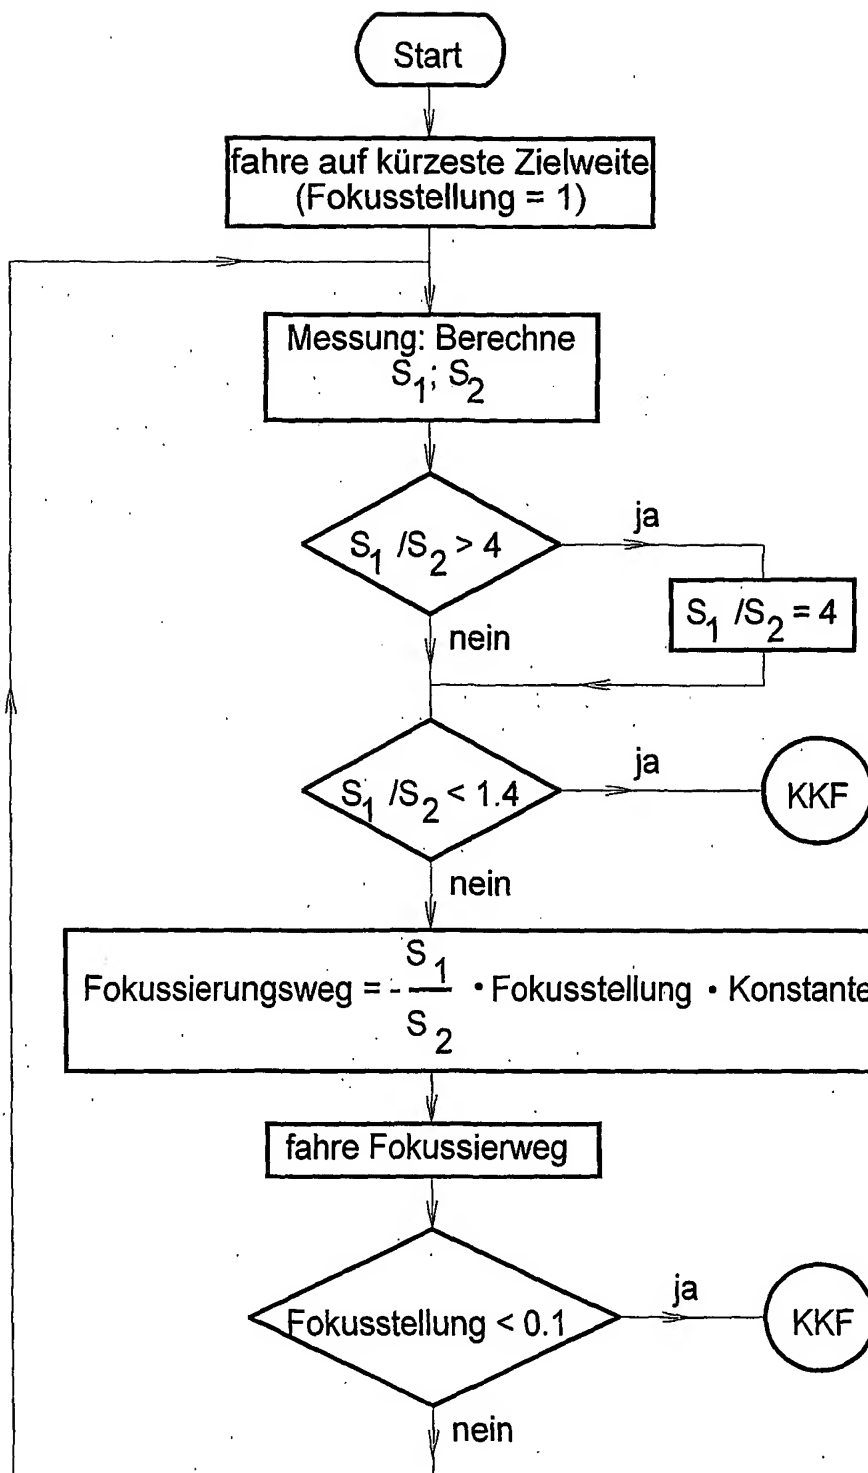 Start
fahre auf kürzeste Zielweite
(Fokusstellung = 1)
Messung: Berechne
S₁; S₂
S₁ /S₂ > 4
ja
S₁ /S₂ = 4
nein
S₁ /S₂ < 1.4
ja
KKF
nein
Fokussierungsweg = - S₁/S₂ · Fokusstellung · Konstante
fahre Fokussierweg
Fokusstellung < 0.1
ja
KKF
nein